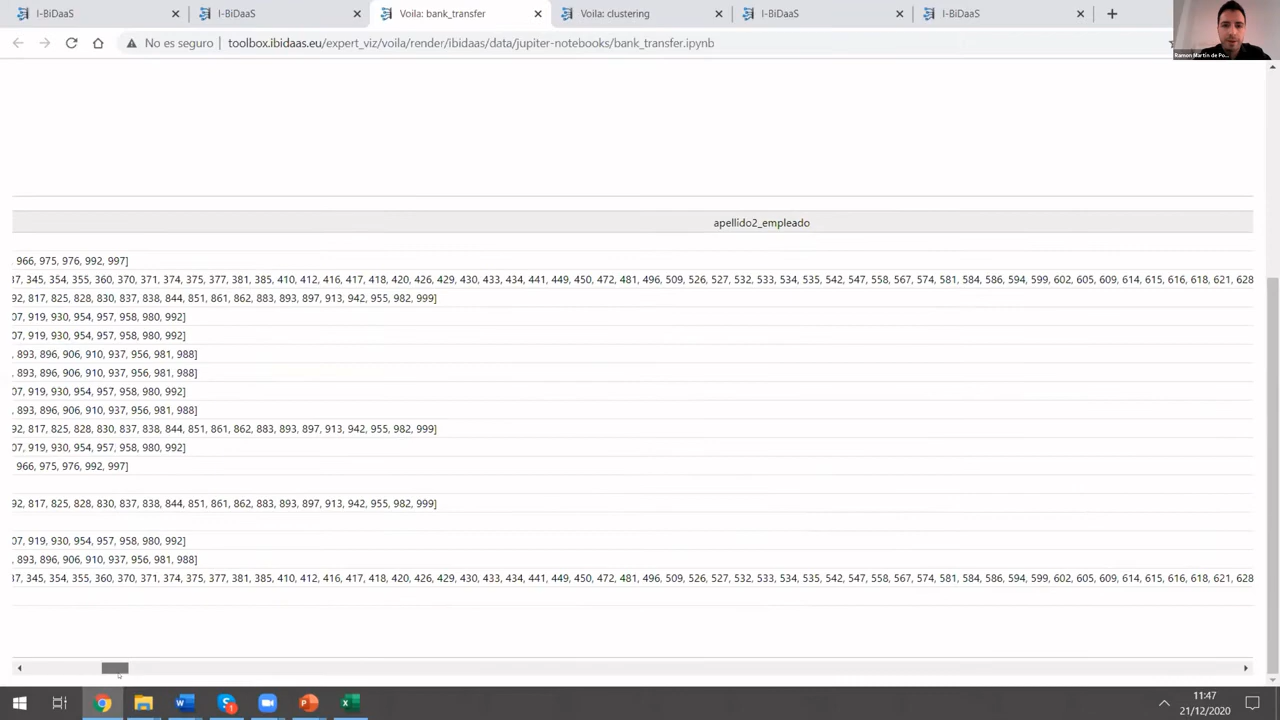 I-BiDaaS
I-BiDaaS
Voila: bank_transfer
Voila: clustering
I-BiDaaS
I-BiDaaS
No es seguro
toolbox.ibidaas.eu/expert_viz/voila/render/ibidaas/data/jupiter-notebooks/bank_transfer.ipynb
Ramon Martin de Po...
apellido2_empleado
966, 975, 976, 992, 997]
37, 345, 354, 355, 360, 370, 371, 374, 375, 377, 381, 385, 410, 412, 416, 417, 418, 420, 426, 429, 430, 433, 434, 441, 449, 450, 472, 481, 496, 509, 526, 527, 532, 533, 534, 535, 542, 547, 558, 567, 574, 581, 584, 586, 594, 599, 602, 605, 609, 614, 615, 616, 618, 621, 628
92, 817, 825, 828, 830, 837, 838, 844, 851, 861, 862, 883, 893, 897, 913, 942, 955, 982, 999]
07, 919, 930, 954, 957, 958, 980, 992]
07, 919, 930, 954, 957, 958, 980, 992]
, 893, 896, 906, 910, 937, 956, 981, 988]
, 893, 896, 906, 910, 937, 956, 981, 988]
07, 919, 930, 954, 957, 958, 980, 992]
, 893, 896, 906, 910, 937, 956, 981, 988]
92, 817, 825, 828, 830, 837, 838, 844, 851, 861, 862, 883, 893, 897, 913, 942, 955, 982, 999]
07, 919, 930, 954, 957, 958, 980, 992]
966, 975, 976, 992, 997]
92, 817, 825, 828, 830, 837, 838, 844, 851, 861, 862, 883, 893, 897, 913, 942, 955, 982, 999]
07, 919, 930, 954, 957, 958, 980, 992]
, 893, 896, 906, 910, 937, 956, 981, 988]
37, 345, 354, 355, 360, 370, 371, 374, 375, 377, 381, 385, 410, 412, 416, 417, 418, 420, 426, 429, 430, 433, 434, 441, 449, 450, 472, 481, 496, 509, 526, 527, 532, 533, 534, 535, 542, 547, 558, 567, 574, 581, 584, 586, 594, 599, 602, 605, 609, 614, 615, 616, 618, 621, 628
11:47
21/12/2020